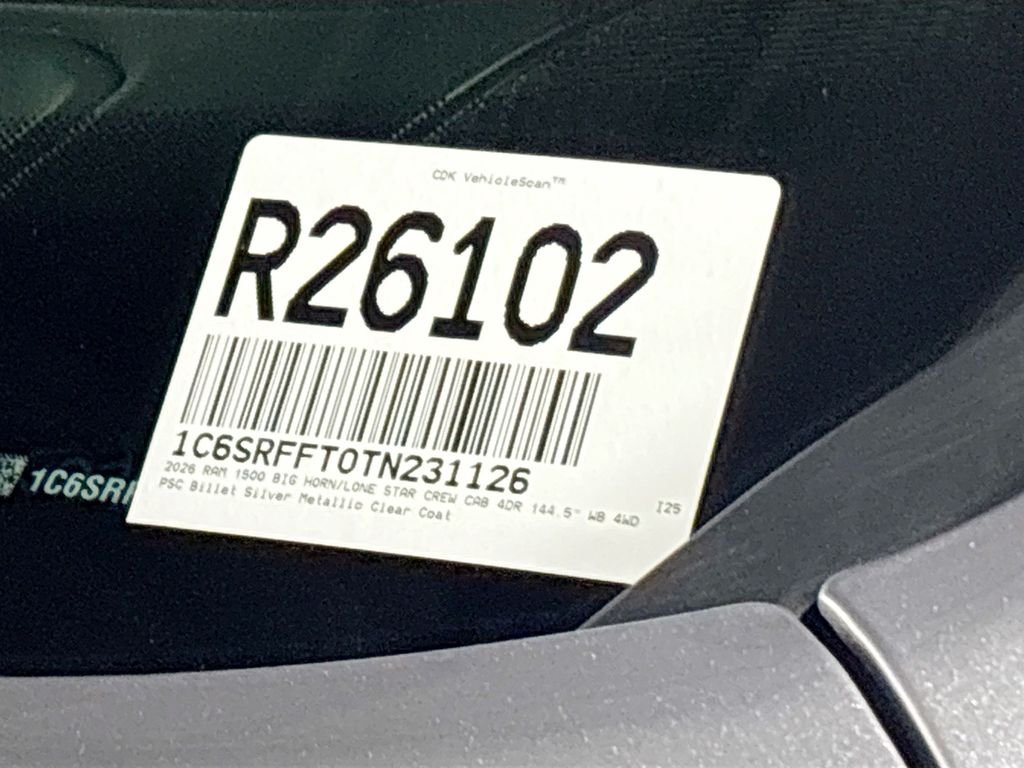 CDK VehicleScan™
R26102
1C6SRFFT0TN231126
2026 RAM 1500 BIG HORN/LONE STAR CREW CAB 4DR 144.5" WB 4WD
I25
PSC Billet Silver Metallic Clear Coat
1C6SRF